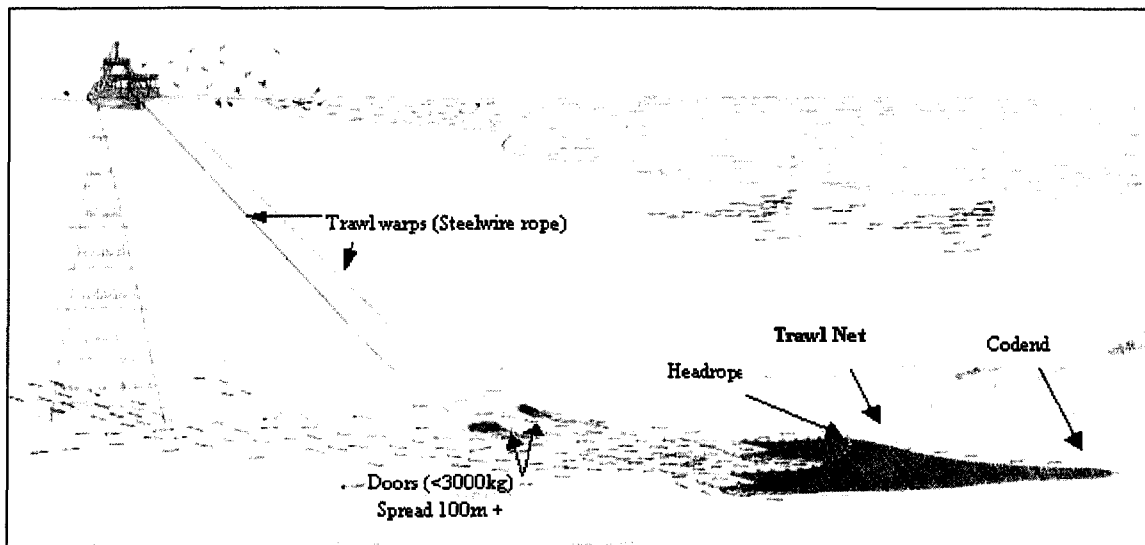 Trawl warps (Steelwire rope)
Trawl Net
Codend
Headrope
Doors (<3000kg)
Spread 100m +